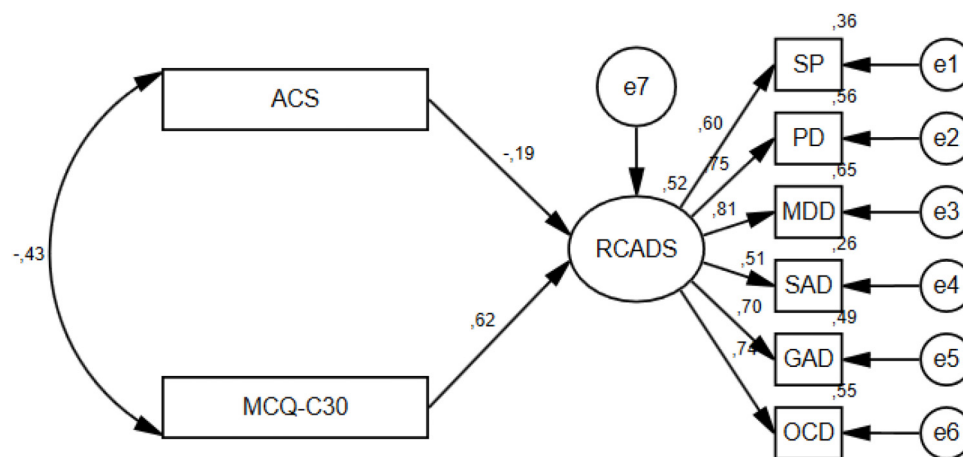 ,36
SP
e1
ACS
e7
,60
,56
PD
e2
-,19
,75
,65
,52
,81
MDD
e3
-,43
RCADS
,26
,51
SAD
e4
,62
,70
,49
GAD
e5
,74
,55
MCQ-C30
OCD
e6